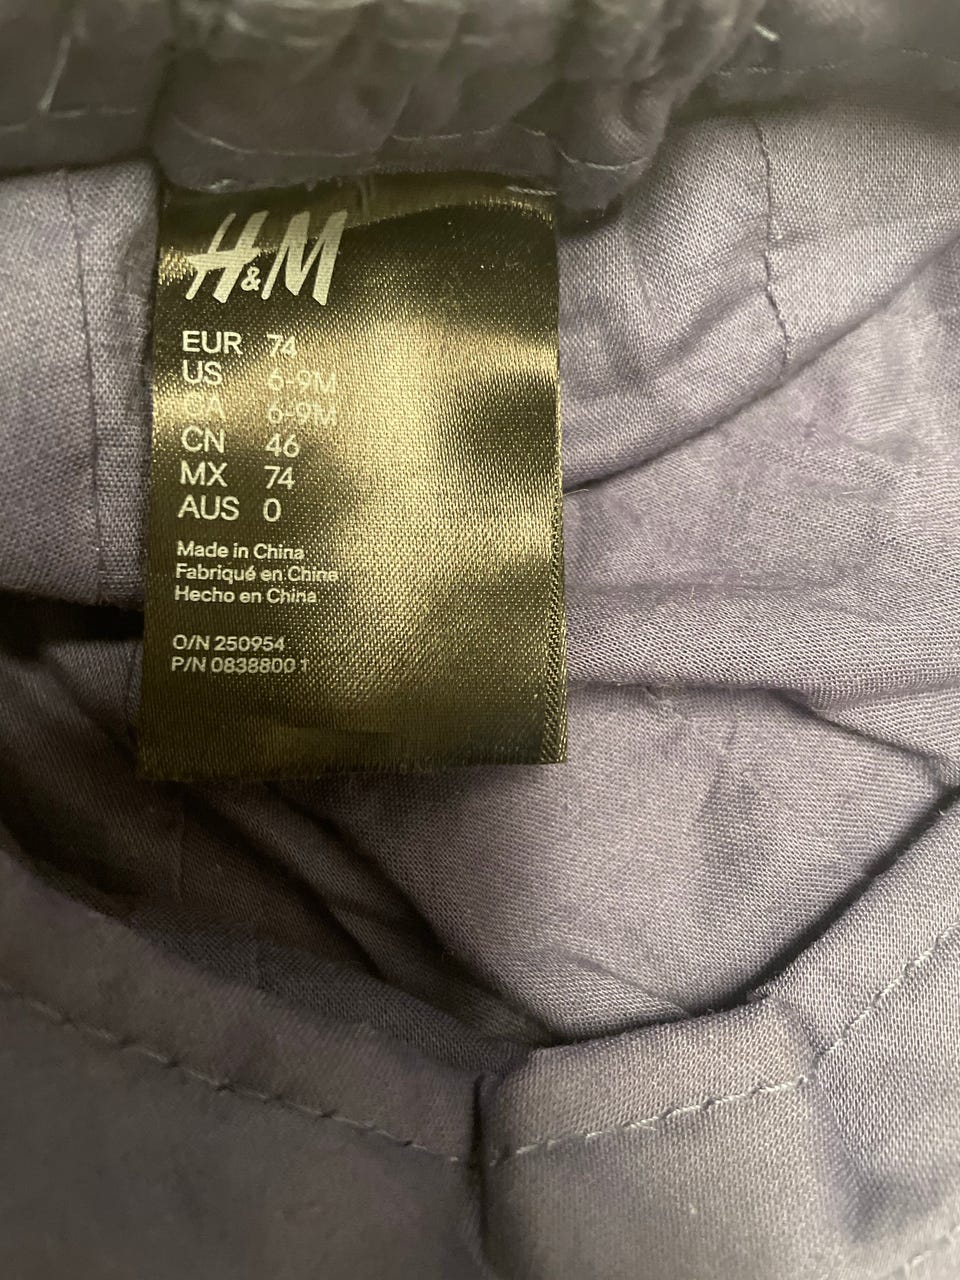 H&M
EUR 74
US 6-9M
CA 6-9M
CN 46
MX 74
AUS 0
Made in China
Fabriqué en Chine
Hecho en China
O/N 250954
P/N 0838800 1